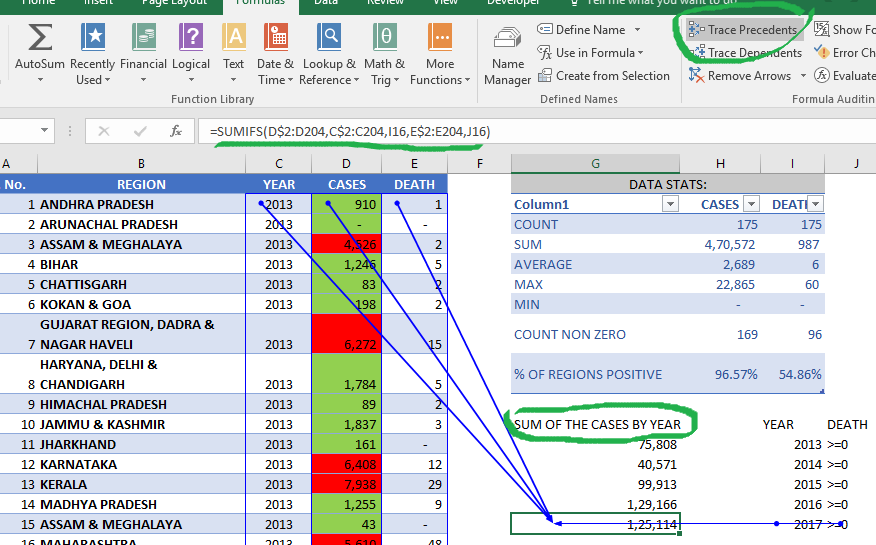 Home Insert Page Layout Formulas Data Review View Developer Tell me what you want to do
AutoSum Recently Used Financial Logical Text Date & Time Lookup & Reference Math & Trig More Functions
Name Manager
Define Name
Use in Formula
Create from Selection
Trace Precedents
Trace Dependents
Remove Arrows
Show Fo
Error Ch
Evaluate
Function Library Defined Names Formula Auditin
fx =SUMIFS(D$2:D204,C$2:C204,I16,E$2:E204,J16)
A B C D E F G H I J
No. REGION YEAR CASES DEATH
1 ANDHRA PRADESH 2013 910 1
2 ARUNACHAL PRADESH 2013 - -
3 ASSAM & MEGHALAYA 2013 4,526 2
4 BIHAR 2013 1,246 5
5 CHATTISGARH 2013 83 2
6 KOKAN & GOA 2013 198 2
GUJARAT REGION, DADRA &
7 NAGAR HAVELI 2013 6,272 15
HARYANA, DELHI &
8 CHANDIGARH 2013 1,784 5
9 HIMACHAL PRADESH 2013 89 2
10 JAMMU & KASHMIR 2013 1,837 3
11 JHARKHAND 2013 161 -
12 KARNATAKA 2013 6,408 12
13 KERALA 2013 7,938 29
14 MADHYA PRADESH 2013 1,255 9
15 ASSAM & MEGHALAYA 2013 43 -
16 MAHARASHTRA 2013 5,610 48
DATA STATS:
Column1 CASES DEATH
COUNT 175 175
SUM 4,70,572 987
AVERAGE 2,689 6
MAX 22,865 60
MIN - -
COUNT NON ZERO 169 96
% OF REGIONS POSITIVE 96.57% 54.86%
SUM OF THE CASES BY YEAR YEAR DEATH
75,808 2013 >=0
40,571 2014 >=0
99,913 2015 >=0
1,29,166 2016 >=0
1,25,114 2017 >=0